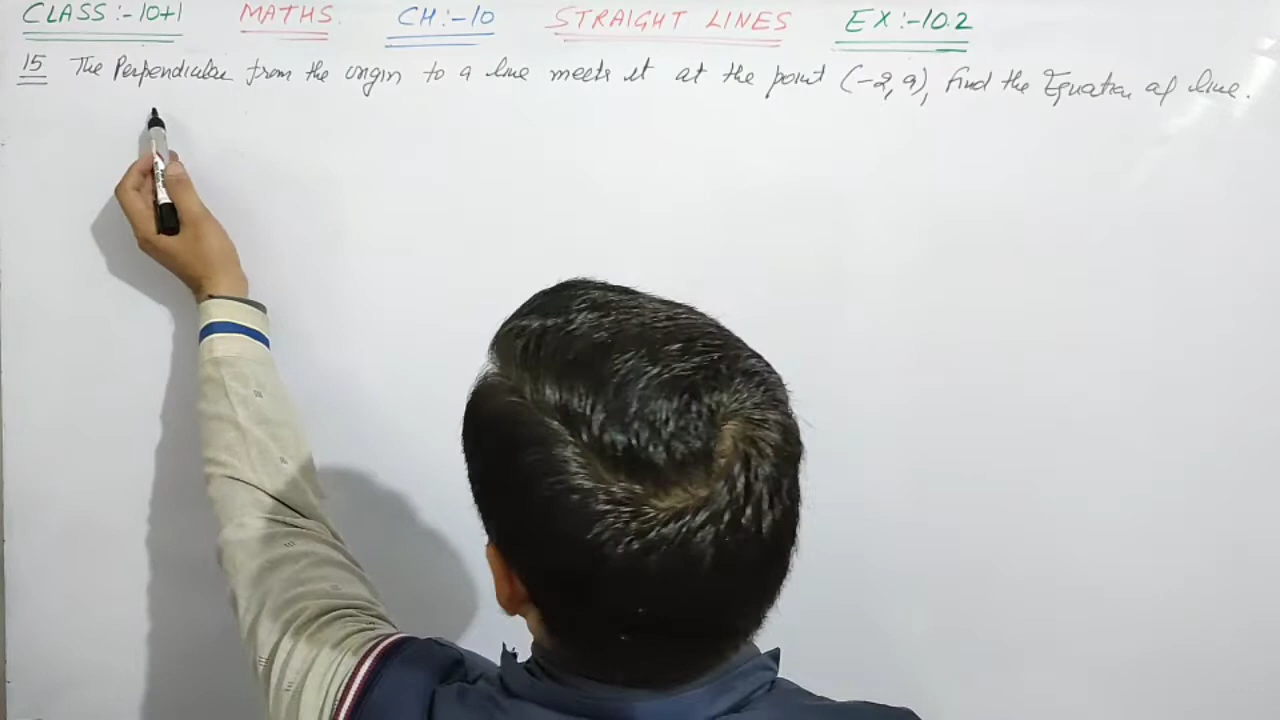 CLASS :- 10+1 MATHS. CH :- 10 STRAIGHT LINES EX :- 10.2
15 The Perpendicular from the origin to a line meets it at the point (-2, 9), find the Equation of line.